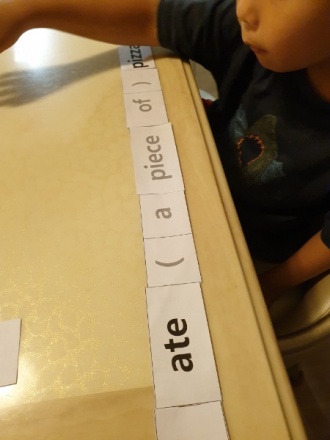 ate ( a piece of ) pizza